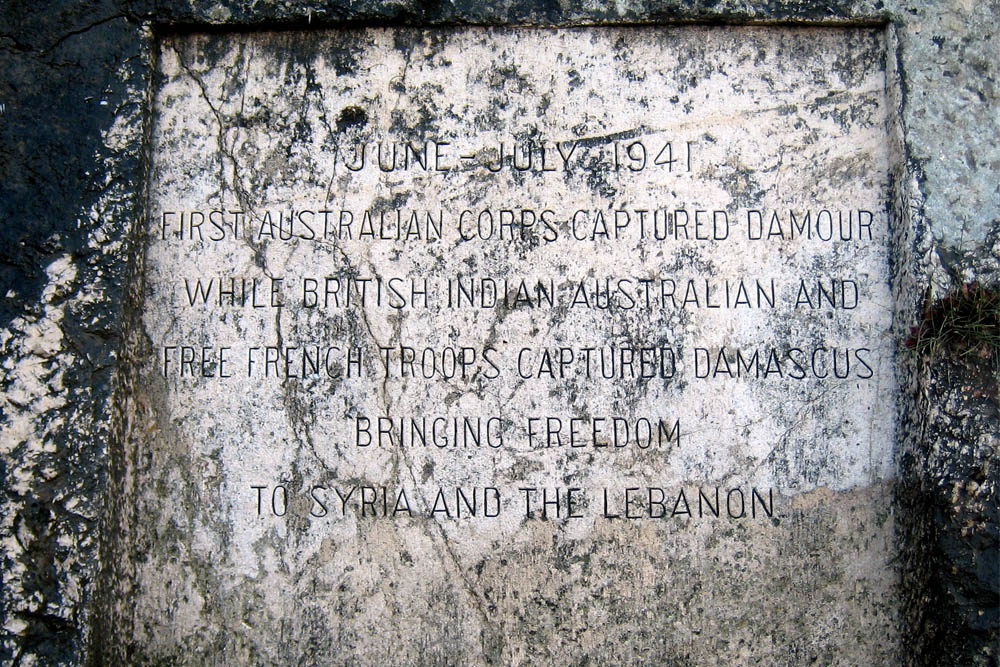 JUNE - JULY 1941
FIRST AUSTRALIAN CORPS CAPTURED DAMOUR
WHILE BRITISH INDIAN AUSTRALIAN AND
FREE FRENCH TROOPS CAPTURED DAMASCUS
BRINGING FREEDOM
TO SYRIA AND THE LEBANON